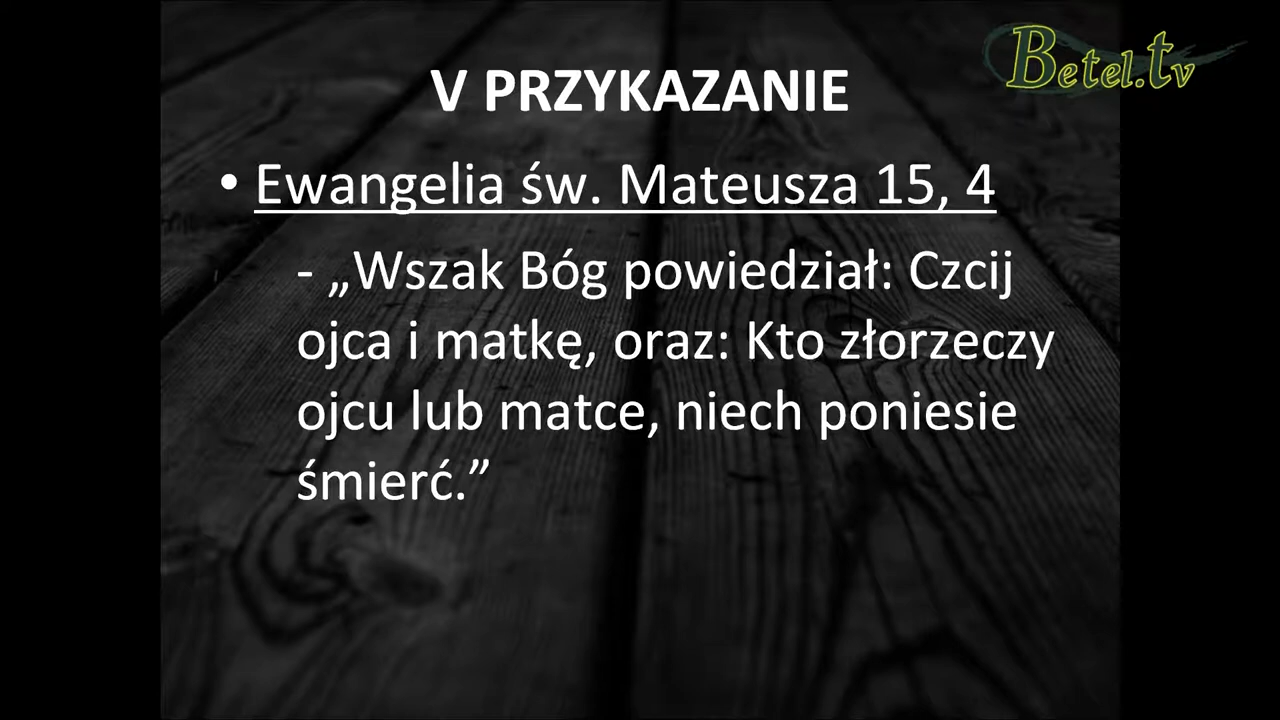 Betel.tv
V PRZYKAZANIE
• Ewangelia św. Mateusza 15, 4
- „Wszak Bóg powiedział: Czcij
ojca i matkę, oraz: Kto złorzeczy
ojcu lub matce, niech poniesie
śmierć.”